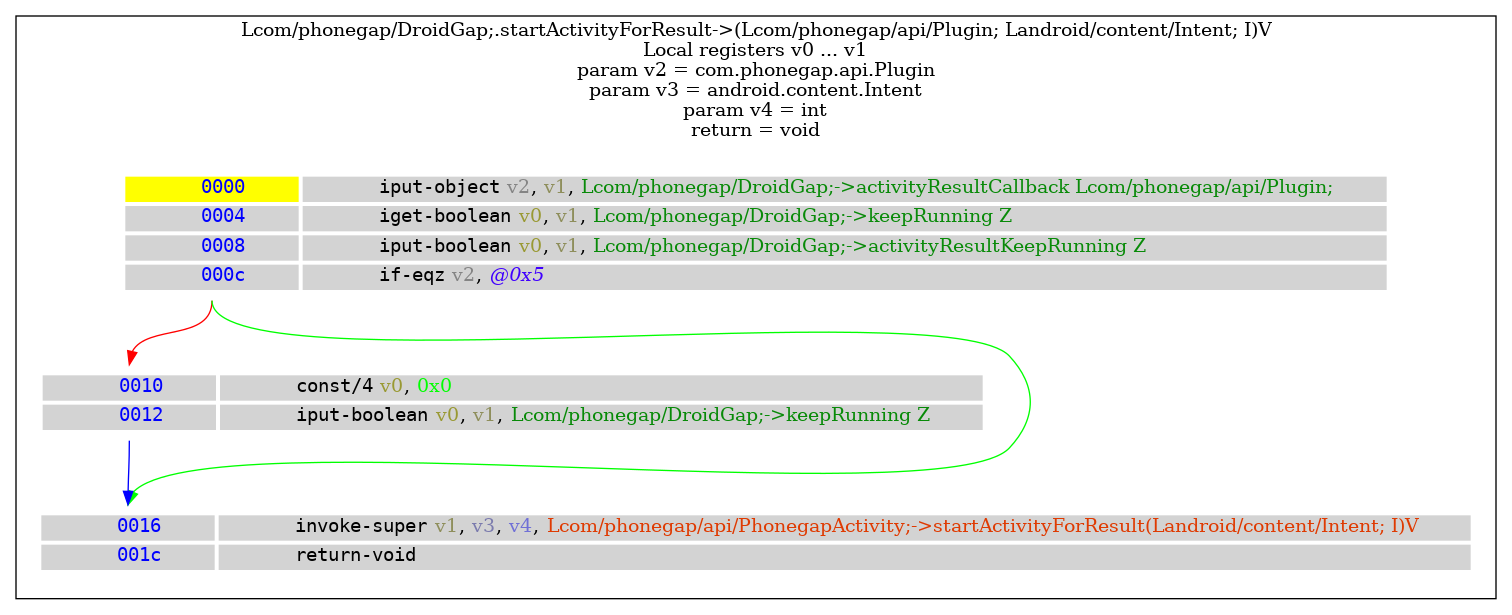 Lcom/phonegap/DroidGap;.startActivityForResult->(Lcom/phonegap/api/Plugin; Landroid/content/Intent; I)V
Local registers v0 ... v1
param v2 = com.phonegap.api.Plugin
param v3 = android.content.Intent
param v4 = int
return = void
0000 iput-object v2, v1, Lcom/phonegap/DroidGap;->activityResultCallback Lcom/phonegap/api/Plugin;
0004 iget-boolean v0, v1, Lcom/phonegap/DroidGap;->keepRunning Z
0008 iput-boolean v0, v1, Lcom/phonegap/DroidGap;->activityResultKeepRunning Z
000c if-eqz v2, @0x5
0010 const/4 v0, 0x0
0012 iput-boolean v0, v1, Lcom/phonegap/DroidGap;->keepRunning Z
0016 invoke-super v1, v3, v4, Lcom/phonegap/api/PhonegapActivity;->startActivityForResult(Landroid/content/Intent; I)V
001c return-void